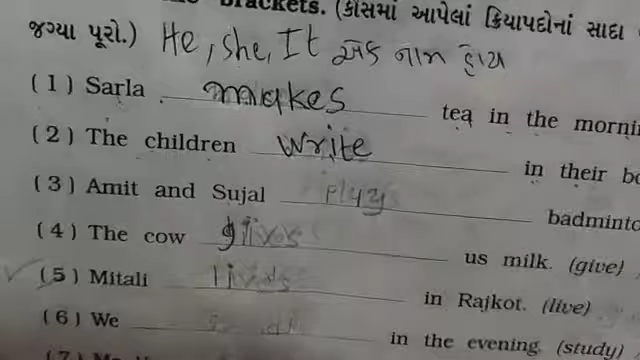 brackets. (કૌંસમાં આપેલાં ક્રિયાપદોનાં સાદા
જગ્યા પૂરો.) He, she, It એક નામ હોય
(1) Sarla makes tea in the morni
(2) The children write in their bo
(3) Amit and Sujal play badminto
(4) The cow gives us milk. (give)
(5) Mitali in Rajkot. (live)
(6) We in the evening. (study)
(7)